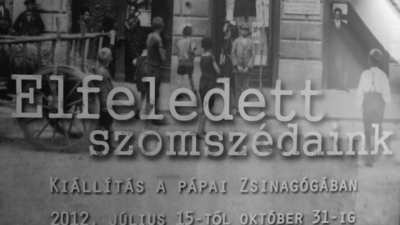 Elfeledett
szomszédaink
KIÁLLÍTÁS A PÁPAI ZSINAGÓGÁBAN
2012. JÚLIUS 15-TŐL OKTÓBER 31-IG